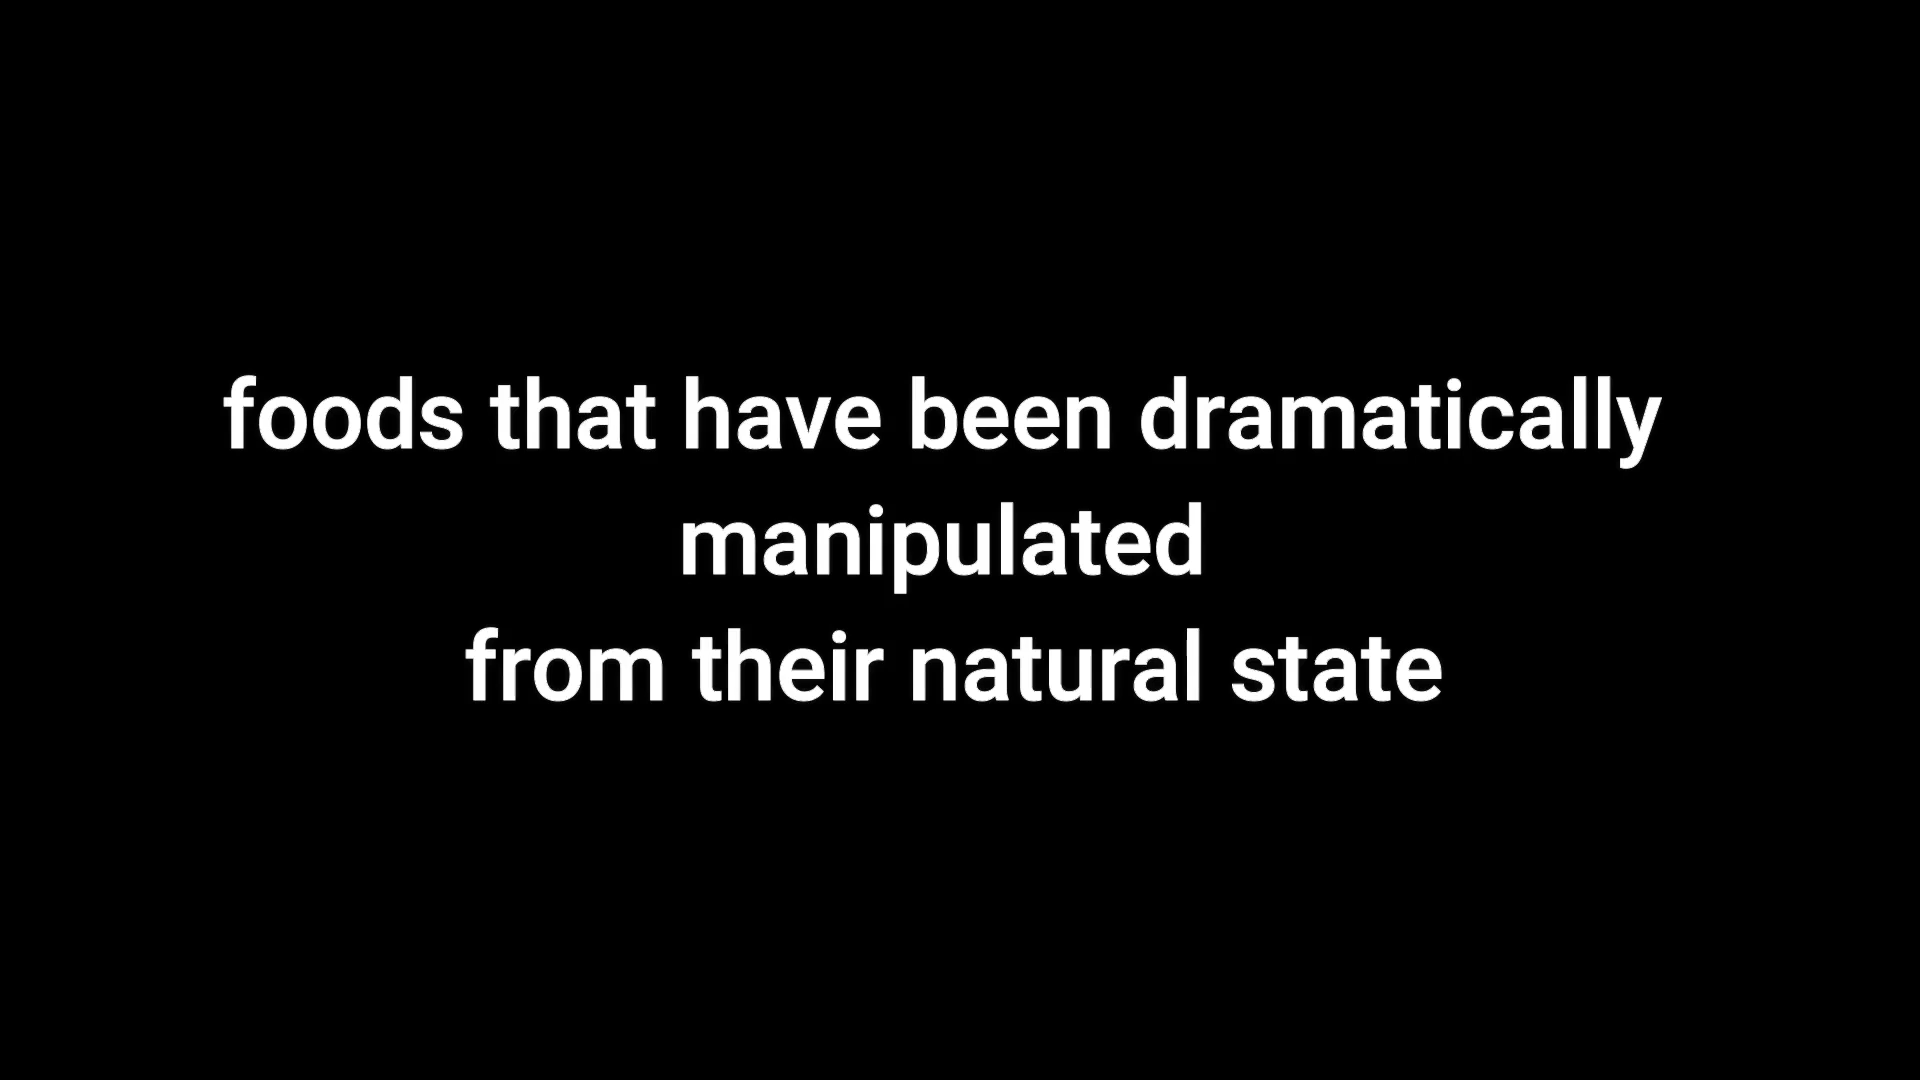 foods that have been dramatically
manipulated
from their natural state